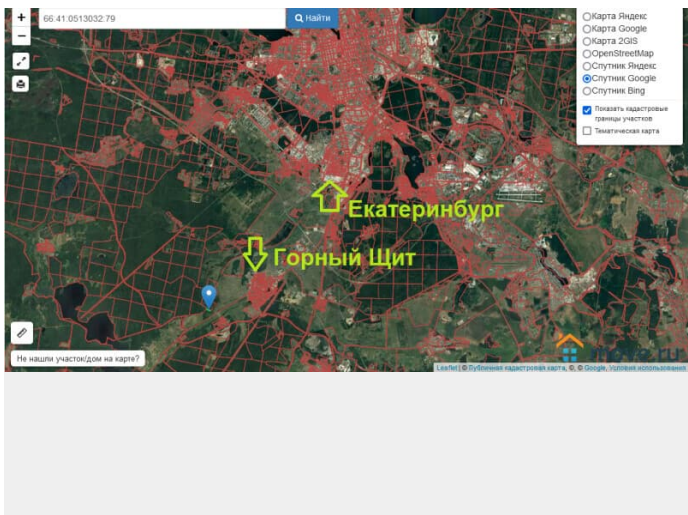 +
66:41:0513032:79
Найти
−
Карта Яндекс
Карта Google
Карта 2GIS
OpenStreetMap
Спутник Яндекс
Спутник Google
Спутник Bing
Показать кадастровые
границы участков
Тематическая карта
Екатеринбург
Горный Щит
move.ru
Не нашли участок/дом на карте?
Leaflet | © Публичная кадастровая карта, ©, © Google, Условия использования